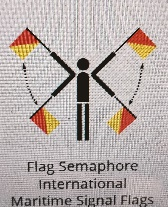 Flag Semaphore
International
Maritime Signal Flags